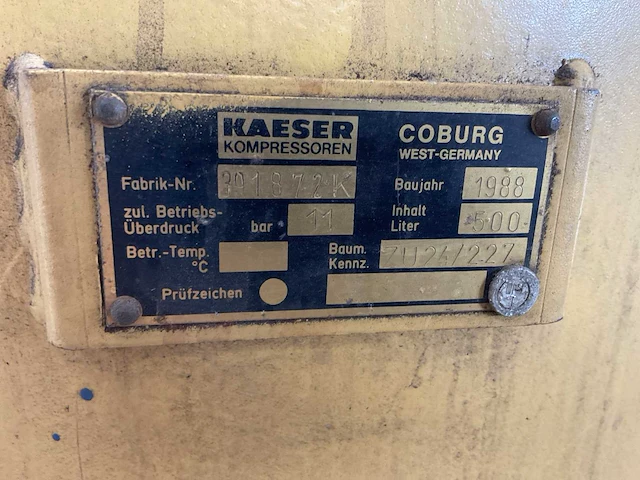 KAESER
KOMPRESSOREN
COBURG
WEST-GERMANY
Fabrik-Nr. 301872K
Baujahr 1988
zul. Betriebs-
Überdruck bar 11
Inhalt
Liter 500
Betr.-Temp.
°C
Baum.
Kennz.
Prüfzeichen